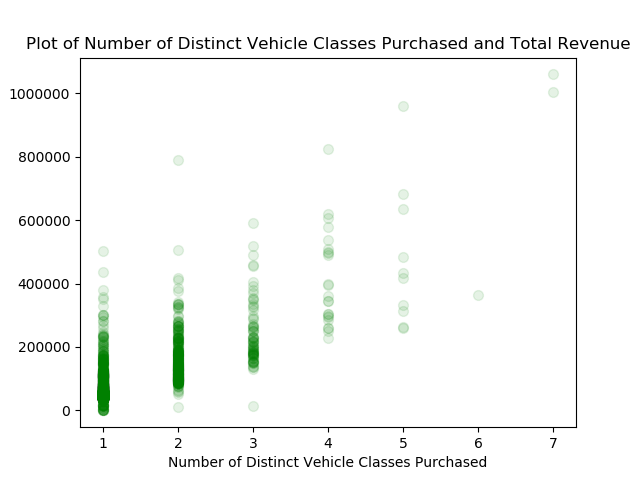 Plot of Number of Distinct Vehicle Classes Purchased and Total Revenue
1000000
800000
600000
400000
200000
0
1 2 3 4 5 6 7
Number of Distinct Vehicle Classes Purchased